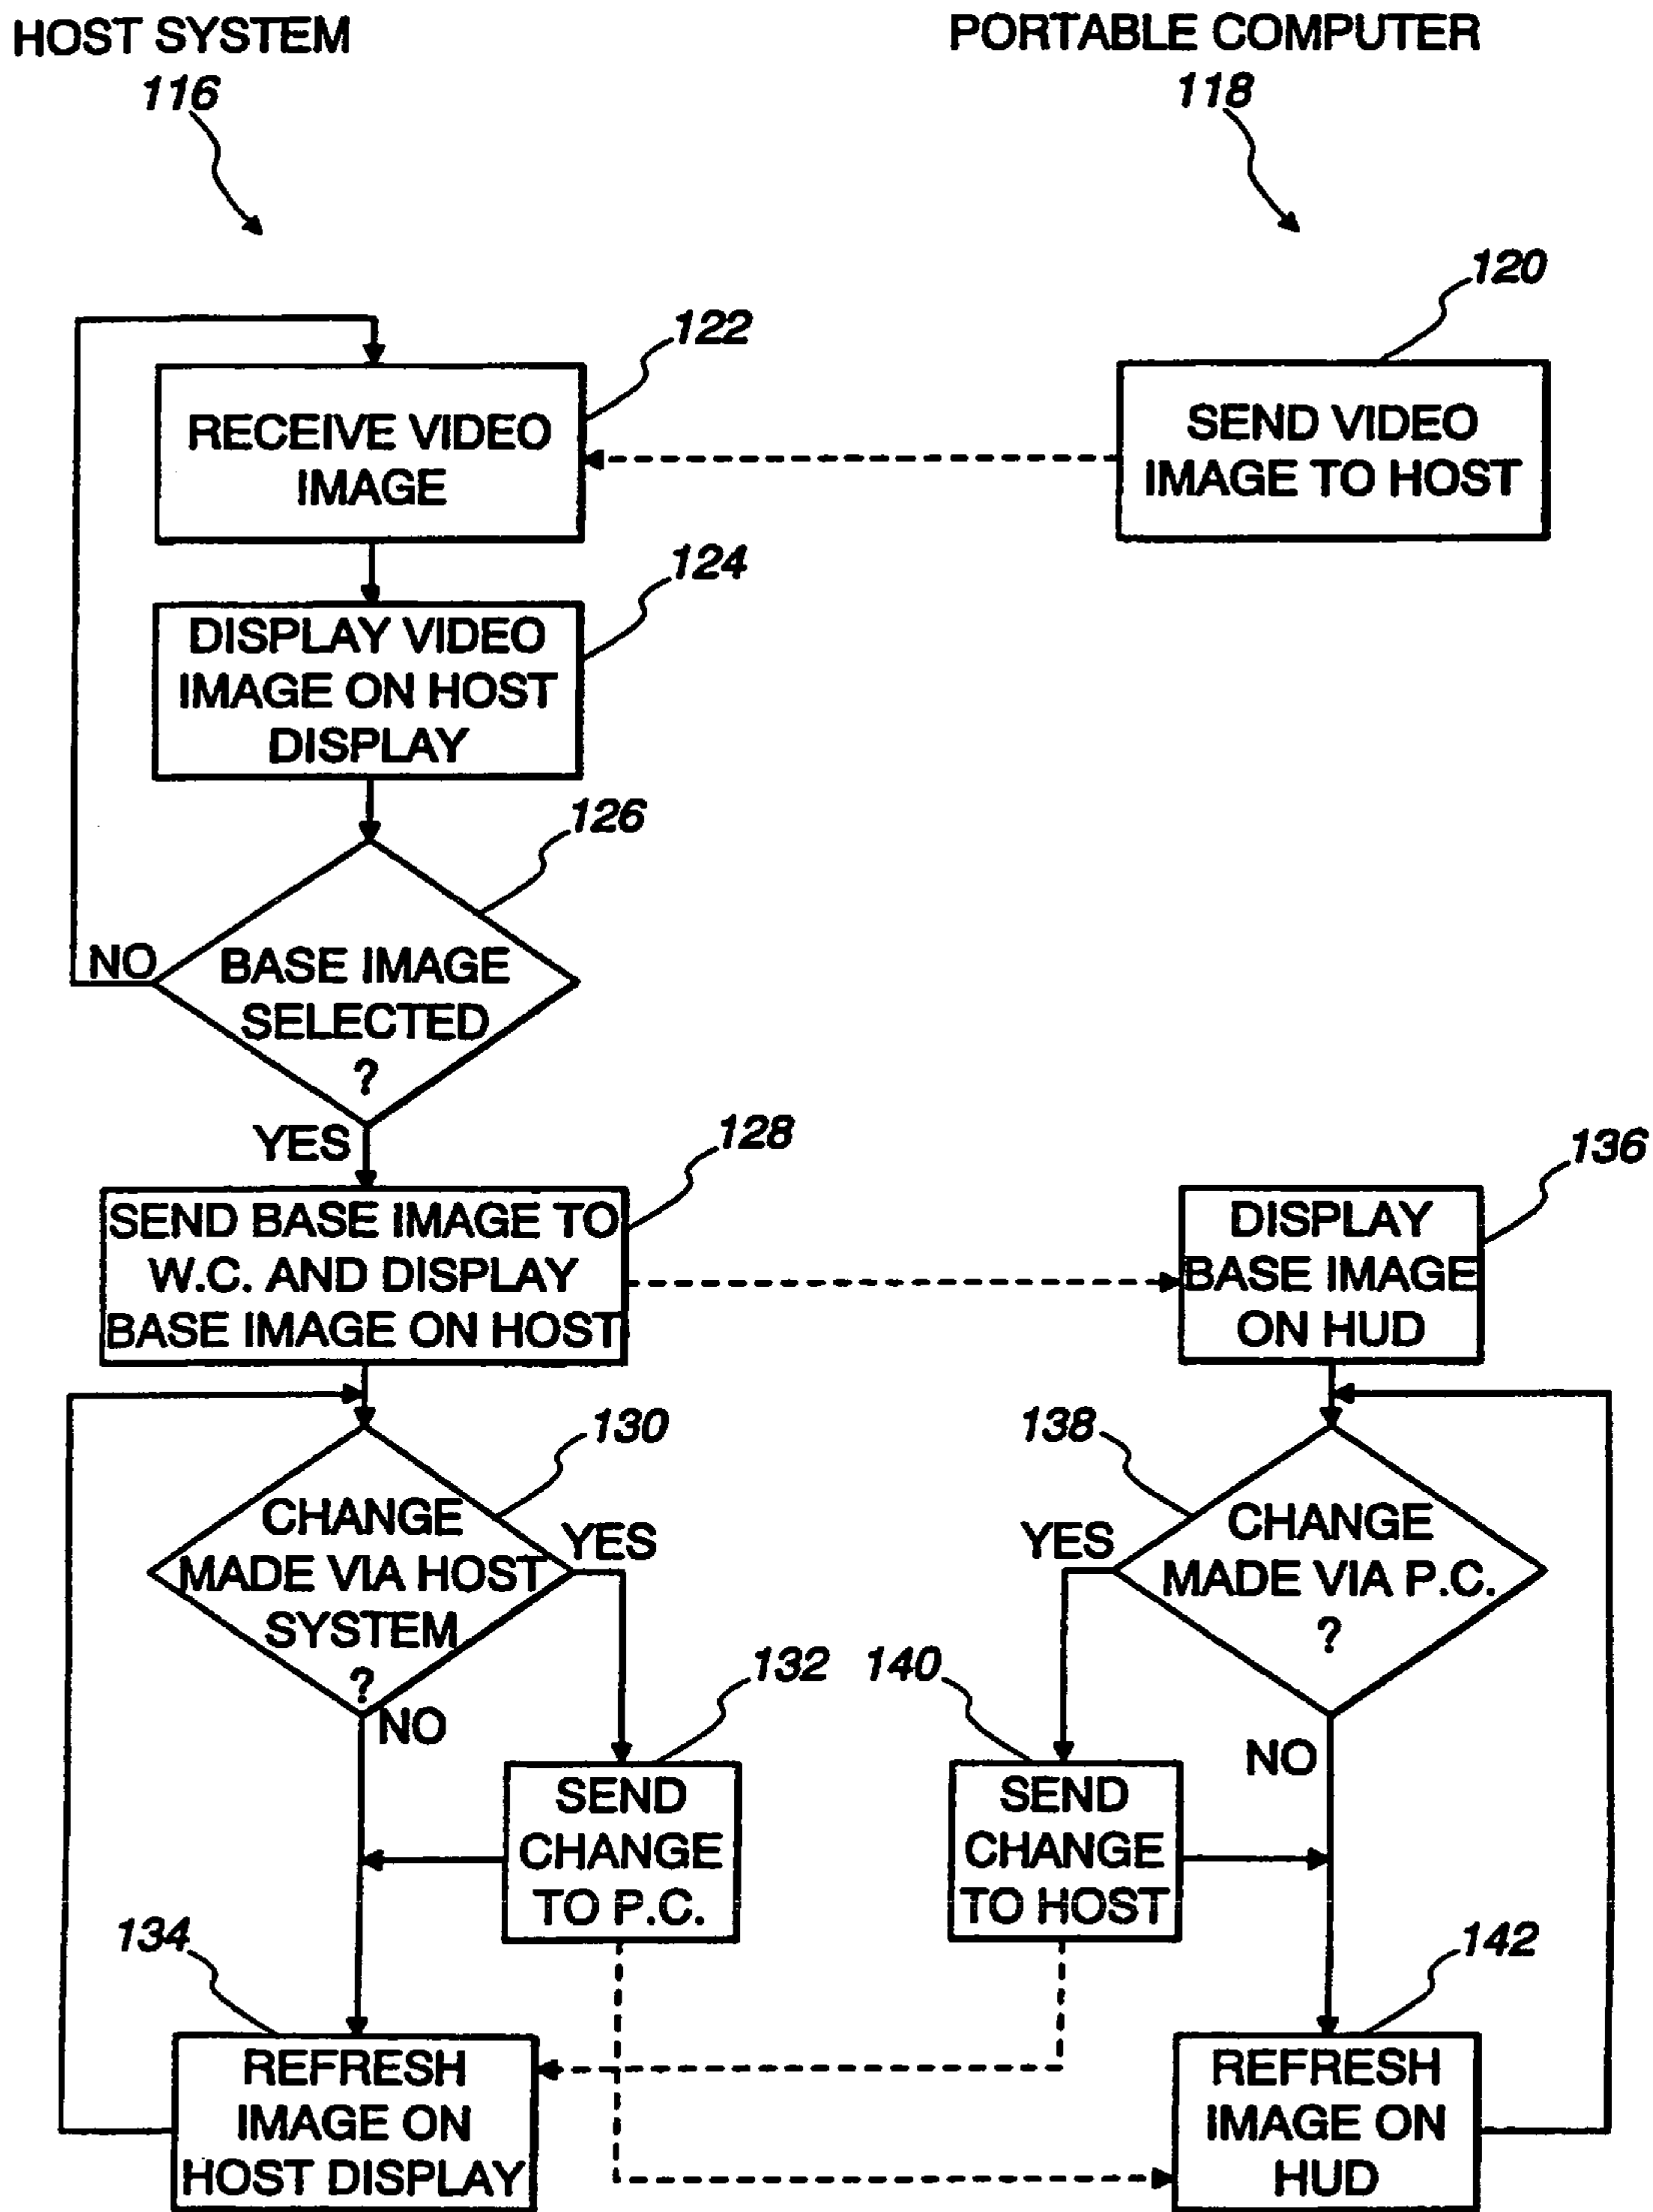 HOST SYSTEM
116
PORTABLE COMPUTER
118
120
SEND VIDEO
IMAGE TO HOST
122
RECEIVE VIDEO
IMAGE
124
DISPLAY VIDEO
IMAGE ON HOST
DISPLAY
126
BASE IMAGE
SELECTED
?
NO
YES
128
SEND BASE IMAGE TO
W.C. AND DISPLAY
BASE IMAGE ON HOST
136
DISPLAY
BASE IMAGE
ON HUD
130
CHANGE
MADE VIA HOST
SYSTEM
?
YES
NO
138
CHANGE
MADE VIA P.C.
?
YES
NO
132
SEND
CHANGE
TO P.C.
140
SEND
CHANGE
TO HOST
134
REFRESH
IMAGE ON
HOST DISPLAY
142
REFRESH
IMAGE ON
HUD